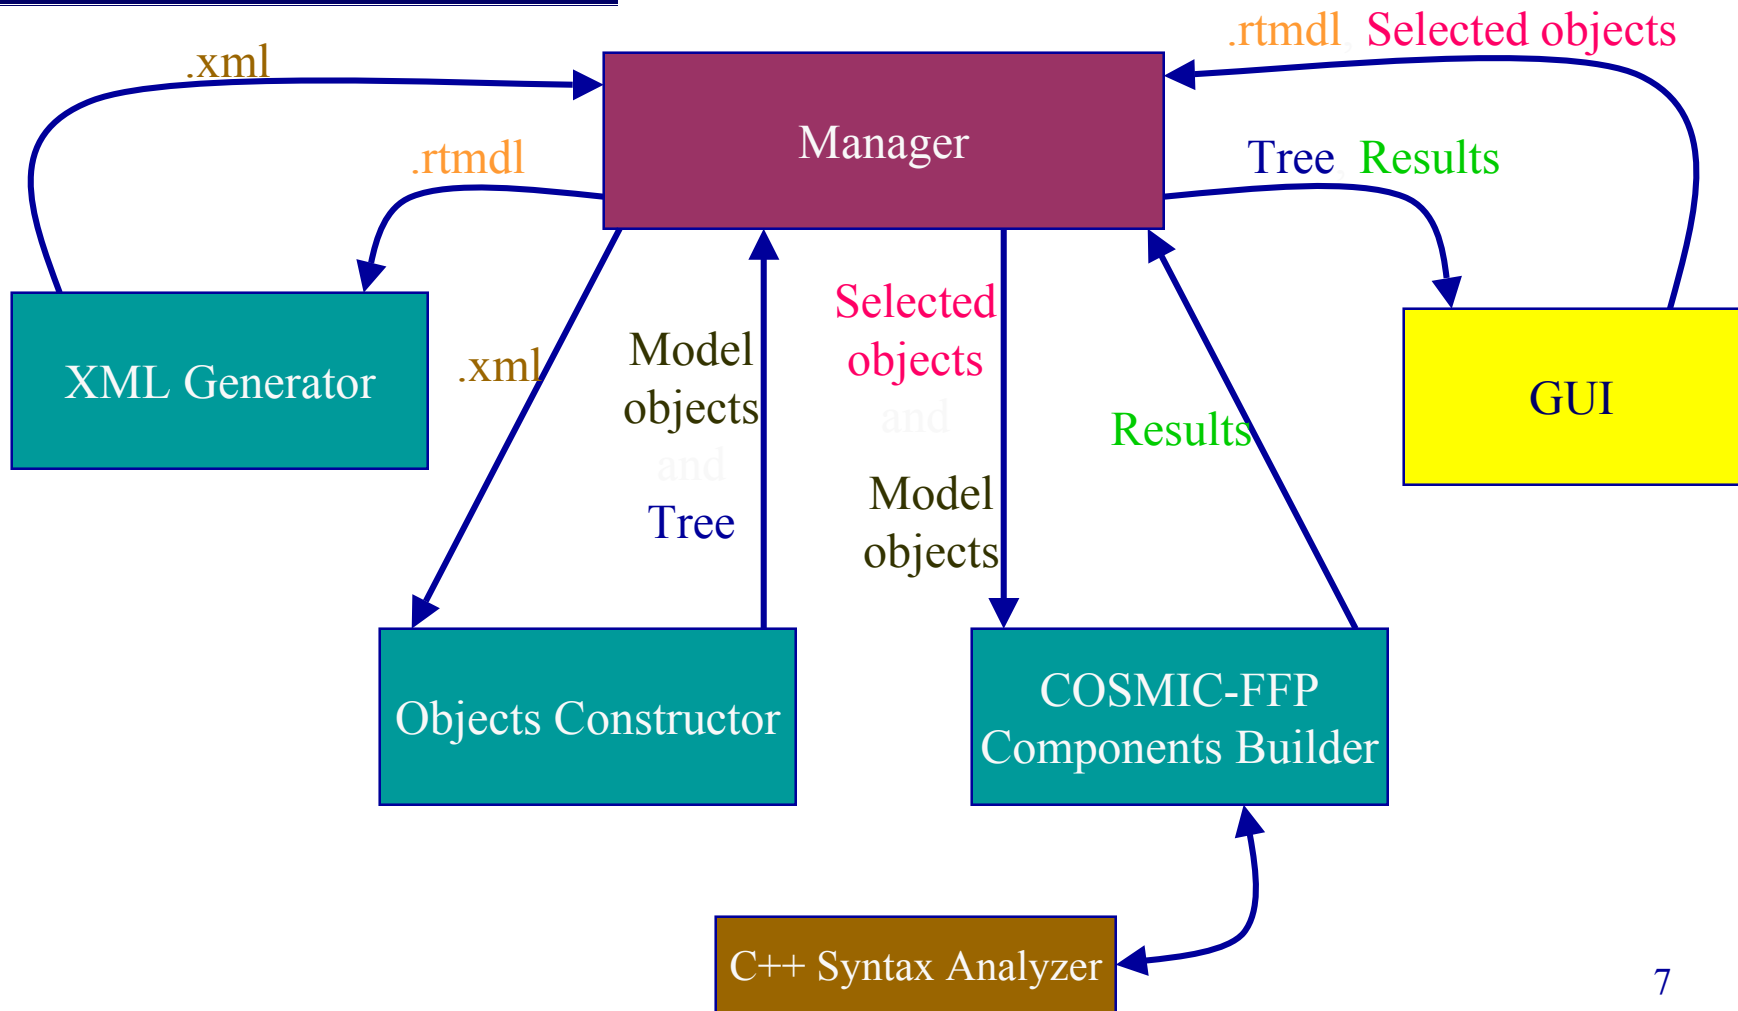 .rtmdl, Selected objects
.xml
Manager
.rtmdl
Tree Results
Selected
objects
and
Model
objects
Model
objects
and
Tree
.xml
Results
XML Generator
GUI
Objects Constructor
COSMIC-FFP
Components Builder
C++ Syntax Analyzer
7